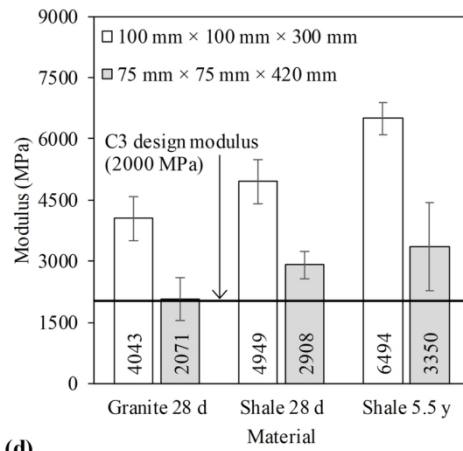 9000
7500
6000
4500
3000
1500
0
Modulus (MPa)
100 mm × 100 mm × 300 mm
75 mm × 75 mm × 420 mm
C3 design modulus
(2000 MPa)
4043
2071
4949
2908
6494
3350
Granite 28 d
Shale 28 d
Shale 5.5 y
Material
(d)